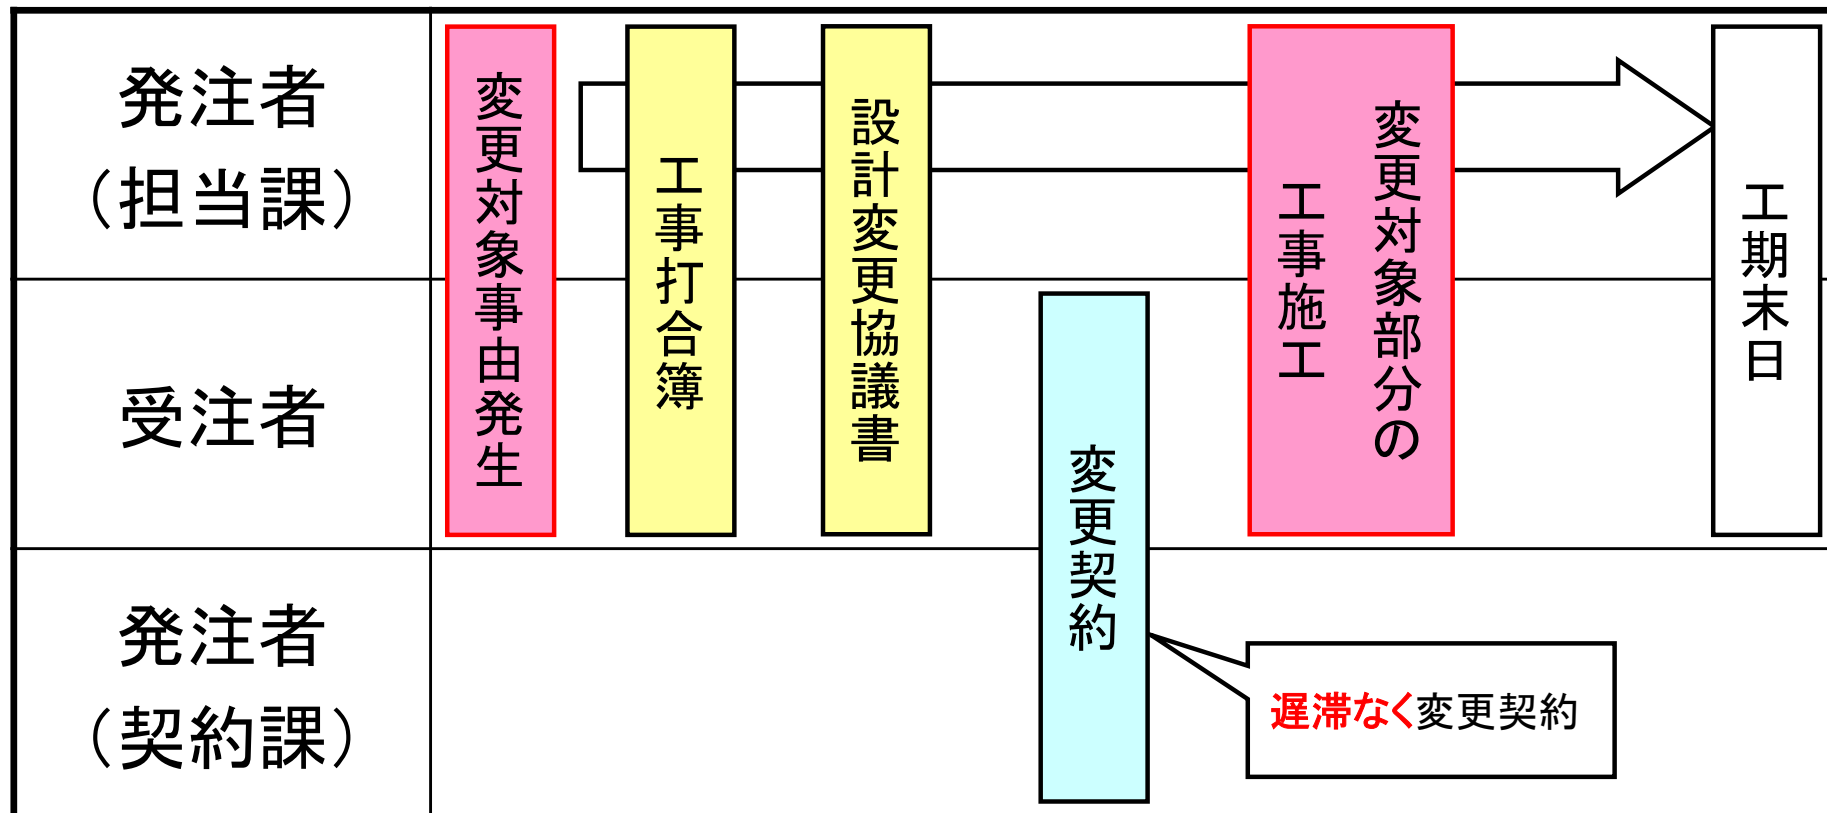 発注者
（担当課）
受注者
発注者
（契約課）
変更対象事由発生
工事打合簿
設計変更協議書
変更契約
変更対象部分の
工事施工
工期末日
遅滞なく変更契約